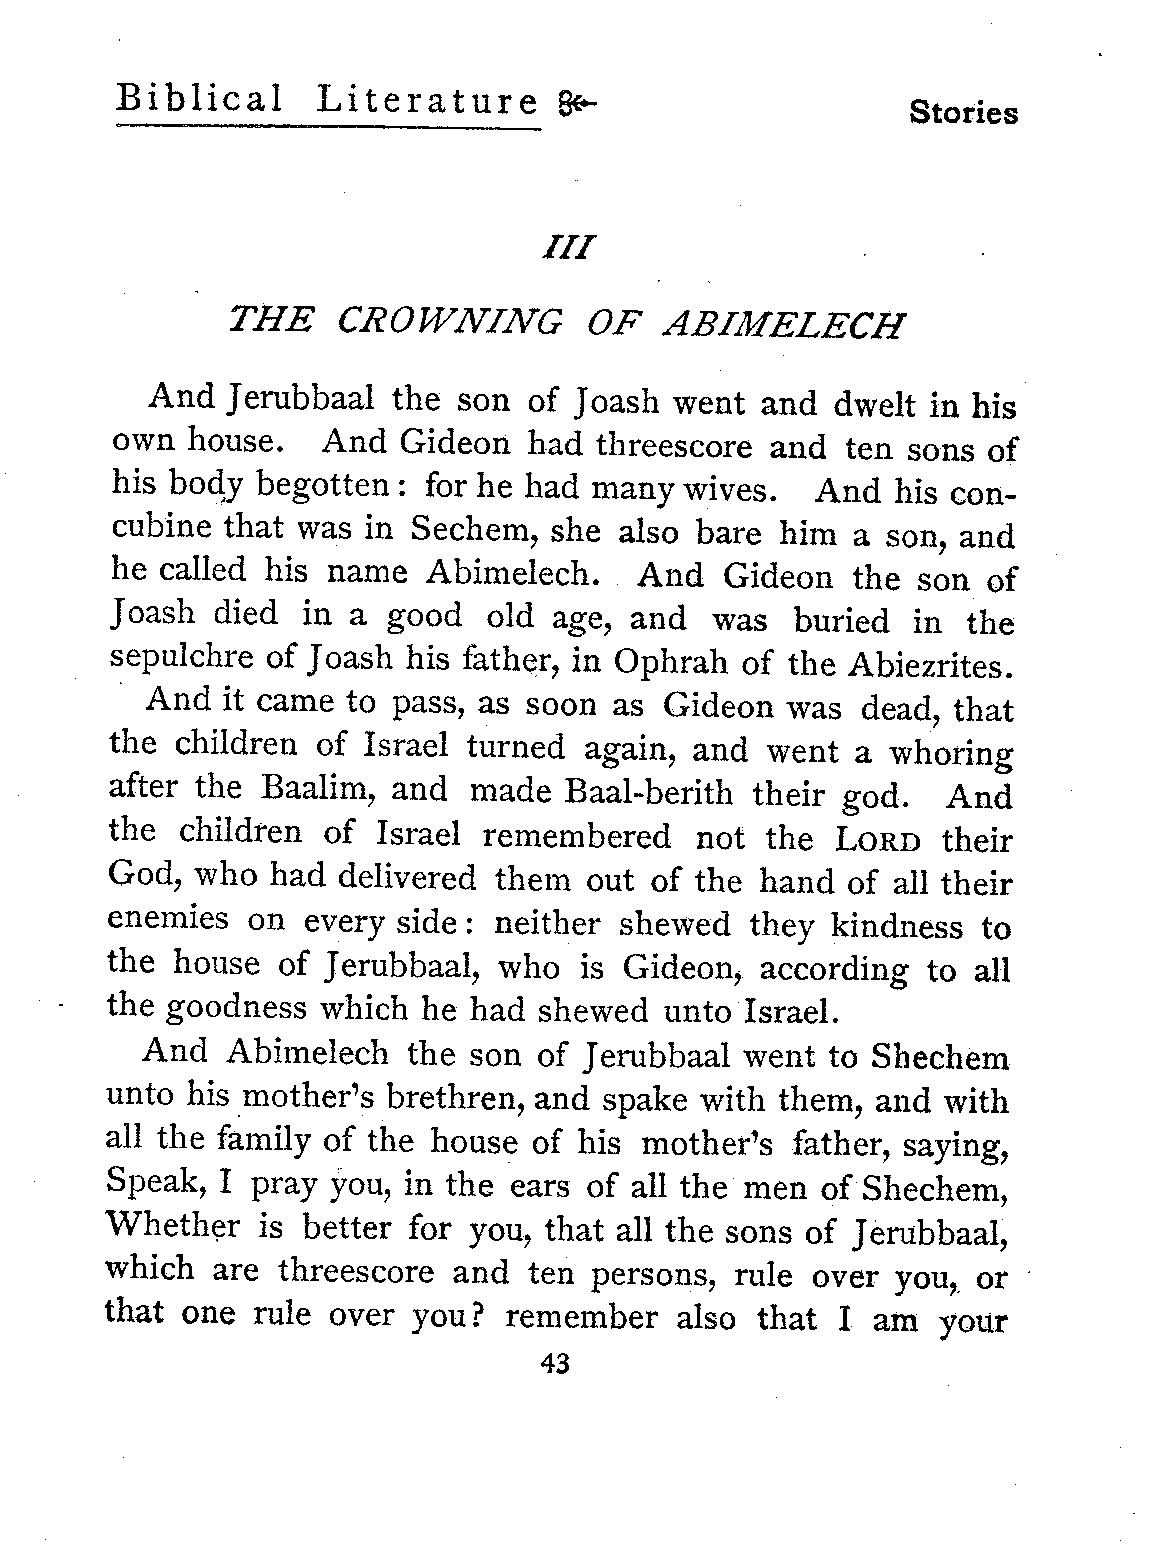 Biblical Literature
Stories
III
THE CROWNING OF ABIMELECH
And Jerubbaal the son of Joash went and dwelt in his
own house. And Gideon had threescore and ten sons of
his body begotten : for he had many wives. And his con-
cubine that was in Sechem, she also bare him a son, and
he called his name Abimelech. And Gideon the son of
Joash died in a good old age, and was buried in the
sepulchre of Joash his father, in Ophrah of the Abiezrites.
And it came to pass, as soon as Gideon was dead, that
the children of Israel turned again, and went a whoring
after the Baalim, and made Baal-berith their god. And
the children of Israel remembered not the LORD their
God, who had delivered them out of the hand of all their
enemies on every side : neither shewed they kindness to
the house of Jerubbaal, who is Gideon, according to all
the goodness which he had shewed unto Israel.
And Abimelech the son of Jerubbaal went to Shechem
unto his mother's brethren, and spake with them, and with
all the family of the house of his mother's father, saying,
Speak, I pray you, in the ears of all the men of Shechem,
Whether is better for you, that all the sons of Jerubbaal,
which are threescore and ten persons, rule over you, or
that one rule over you? remember also that I am your
43